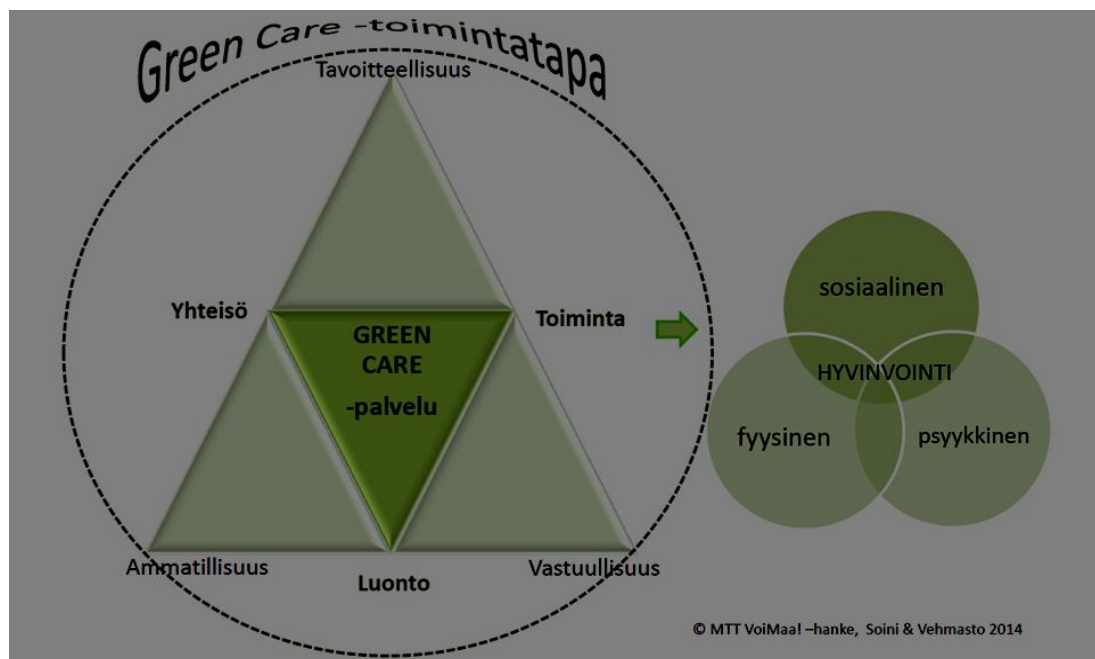 Green Care -toimintatapa
Tavoitteellisuus
Yhteisö
Toiminta
GREEN
CARE
-palvelu
Ammatillisuus
Luonto
Vastuullisuus
sosiaalinen
HYVINVOINTI
fyysinen
psyykkinen
© MTT VoiMaa! –hanke, Soini & Vehmasto 2014